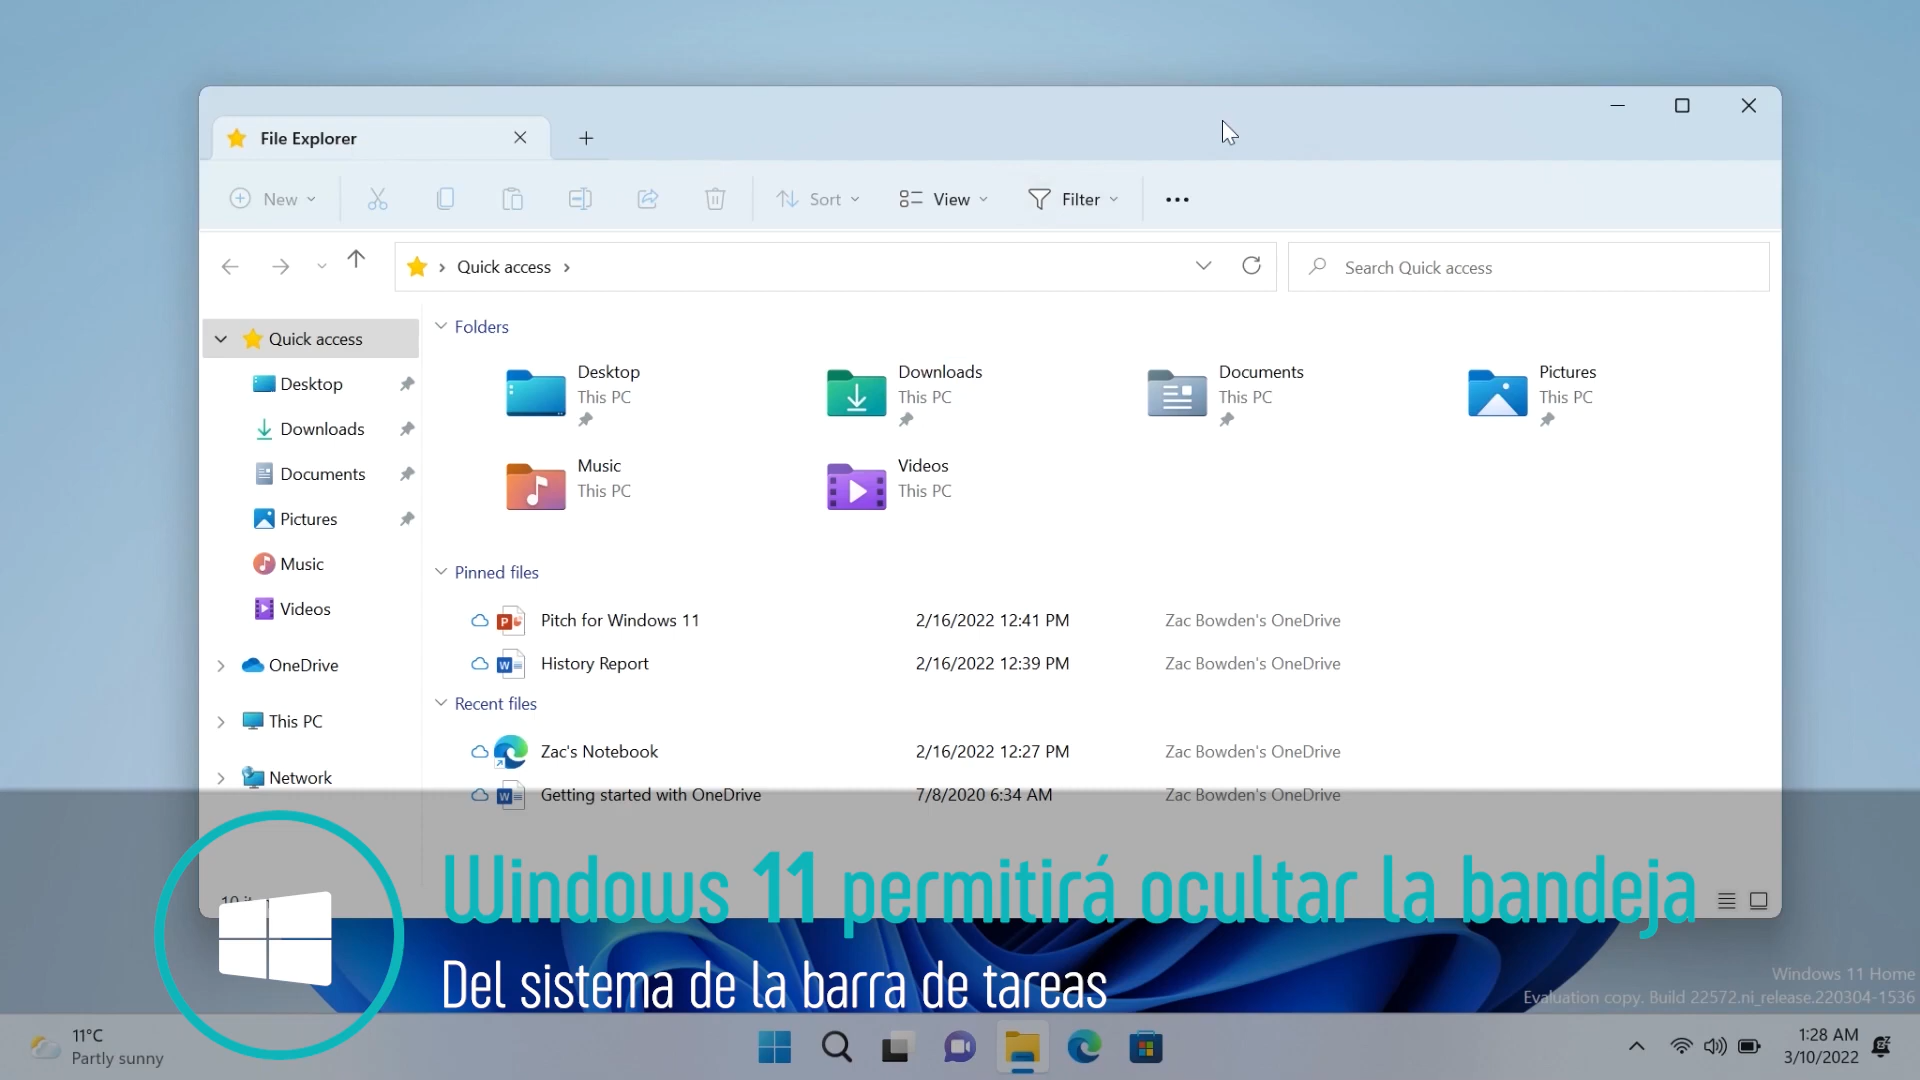 File Explorer
New
Sort
View
Filter
Quick access
Search Quick access
Quick access
Desktop
Downloads
Documents
Pictures
Music
Videos
OneDrive
This PC
Network
Folders
Desktop
This PC
Downloads
This PC
Documents
This PC
Pictures
This PC
Music
This PC
Videos
This PC
Pinned files
Pitch for Windows 11 2/16/2022 12:41 PM Zac Bowden's OneDrive
History Report 2/16/2022 12:39 PM Zac Bowden's OneDrive
Recent files
Zac's Notebook 2/16/2022 12:27 PM Zac Bowden's OneDrive
Getting started with OneDrive 7/8/2020 6:34 AM Zac Bowden's OneDrive
Windows 11 permitirá ocultar la bandeja
Del sistema de la barra de tareas
Windows 11 Home
Evaluation copy. Build 22572.ni_release.220304-1536
11°C
Partly sunny
1:28 AM
3/10/2022